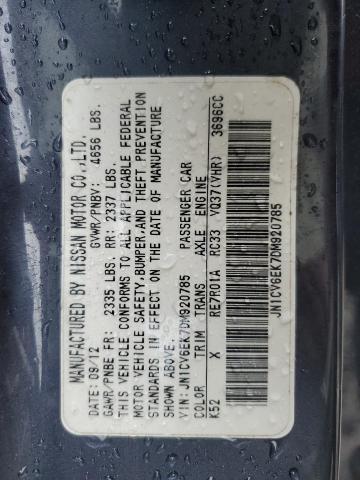 MANUFACTURED BY NISSAN MOTOR CO.,LTD.
DATE: 09/12 GVWR/PNBV: 4656 LBS.
GAWR/PNBE FR: 2335 LBS. RR: 2337 LBS.
THIS VEHICLE CONFORMS TO ALL APPLICABLE FEDERAL
MOTOR VEHICLE SAFETY,BUMPER,AND THEFT PREVENTION
STANDARDS IN EFFECT ON THE DATE OF MANUFACTURE
SHOWN ABOVE.
VIN:JN1CV6EK7DM920785 PASSENGER CAR
COLOR TRIM TRANS AXLE ENGINE
K52 X RE7R01A RC33 VQ37(VHR) 3696CC
JN1CV6EK7DM920785